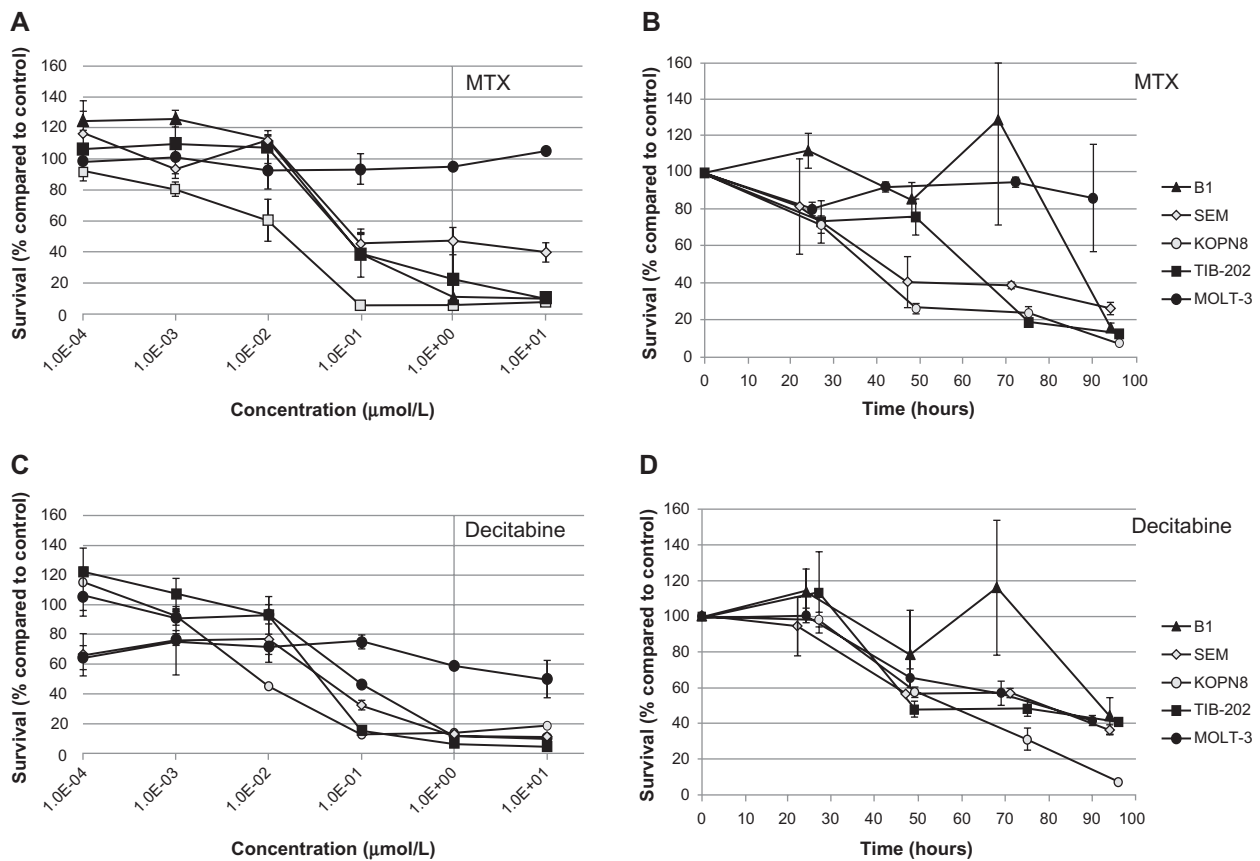 A
Survival (% compared to control)
160
140
120
100
80
60
40
20
0
MTX
1.0E−04
1.0E−03
1.0E−02
1.0E−01
1.0E+00
1.0E+01
Concentration (μmol/L)
B
Survival (% compared to control)
160
140
120
100
80
60
40
20
0
MTX
0 10 20 30 40 50 60 70 80 90 100
Time (hours)
B1
SEM
KOPN8
TIB-202
MOLT-3
C
Survival (% compared to control)
160
140
120
100
80
60
40
20
0
Decitabine
1.0E−04
1.0E−03
1.0E−02
1.0E−01
1.0E+00
1.0E+01
Concentration (μmol/L)
D
Survival (% compared to control)
160
140
120
100
80
60
40
20
0
Decitabine
0 10 20 30 40 50 60 70 80 90 100
Time (hours)
B1
SEM
KOPN8
TIB-202
MOLT-3